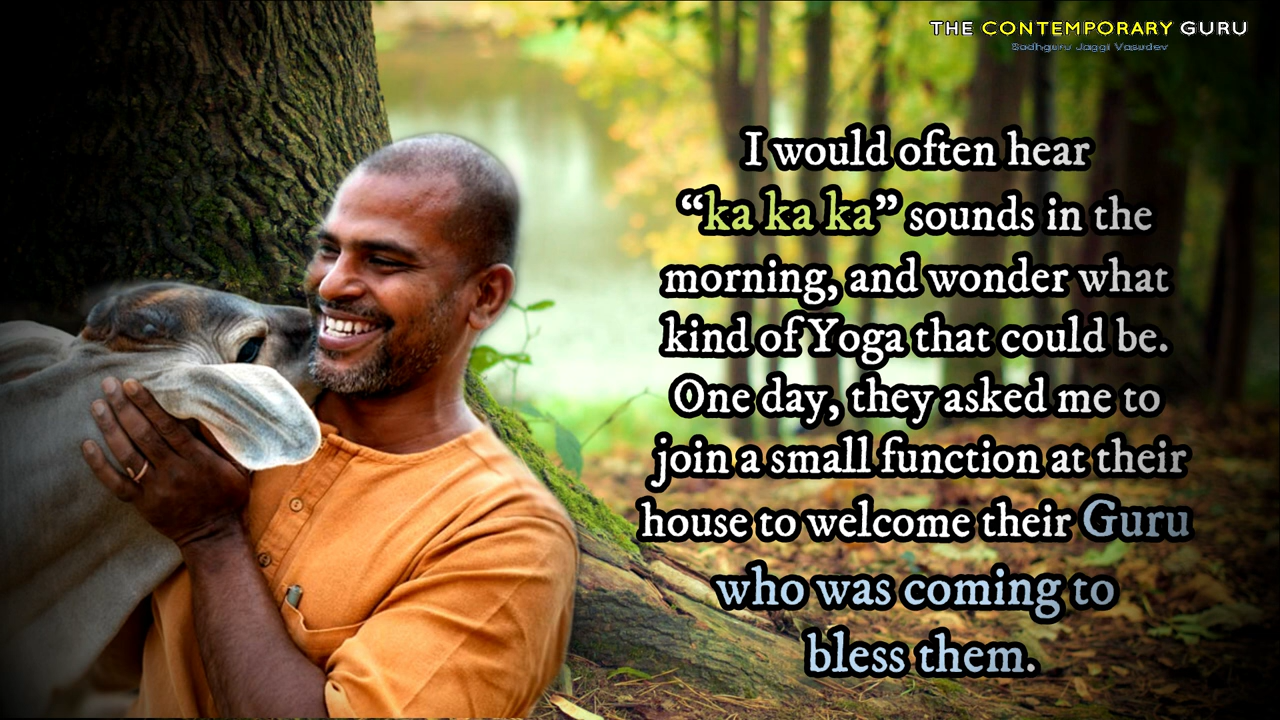 THE CONTEMPORARY GURU
Sadhguru Jaggi Vasudev
I would often hear
“ka ka ka” sounds in the
morning, and wonder what
kind of Yoga that could be.
One day, they asked me to
join a small function at their
house to welcome their Guru
who was coming to
bless them.